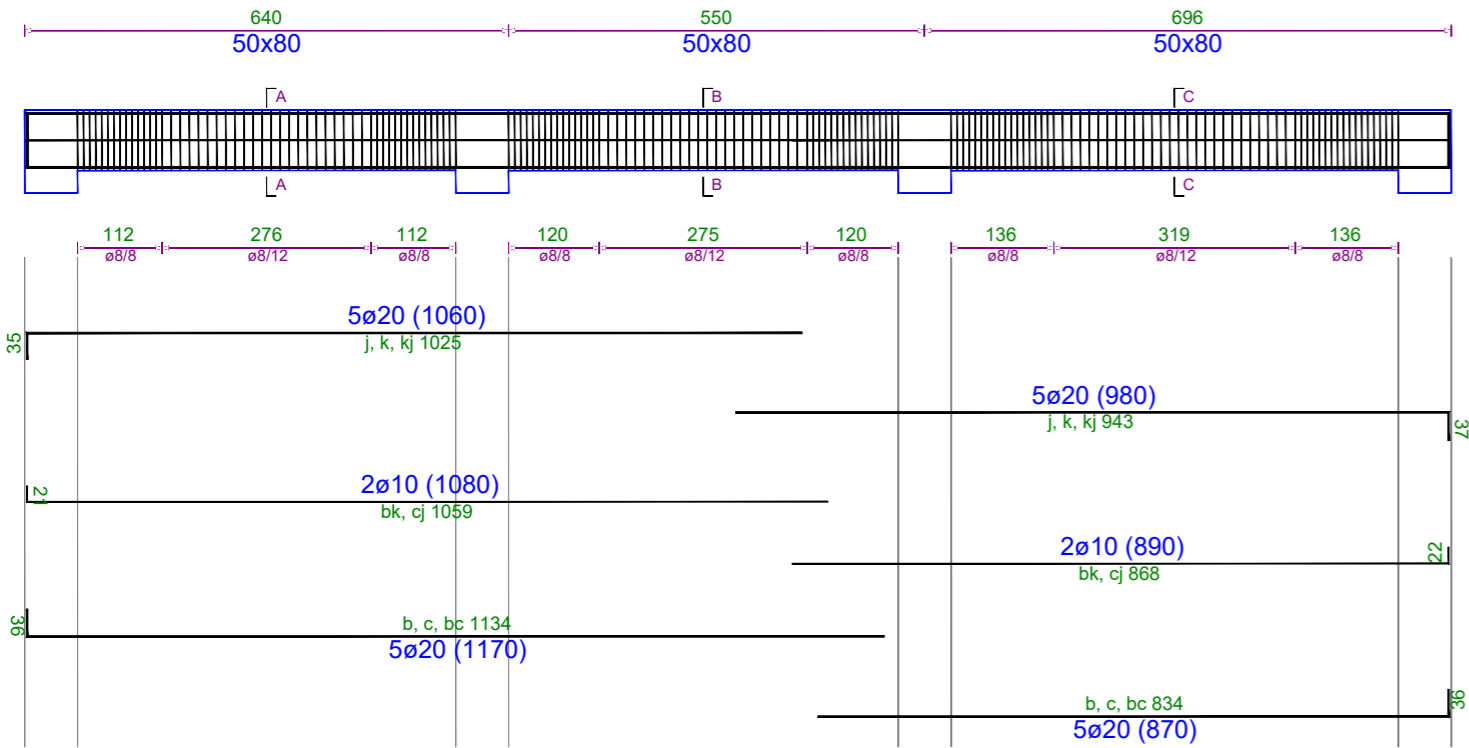 640 550 696
50x80 50x80 50x80
A B C
A B C
112 276 112 120 275 120 136 319 136
ø8/8 ø8/12 ø8/8 ø8/8 ø8/12 ø8/8 ø8/8 ø8/12 ø8/8
5ø20 (1060)
35
j, k, kj 1025
5ø20 (980)
j, k, kj 943
37
2ø10 (1080)
21
bk, cj 1059
2ø10 (890)
22
bk, cj 868
36
b, c, bc 1134
5ø20 (1170)
b, c, bc 834
36
5ø20 (870)